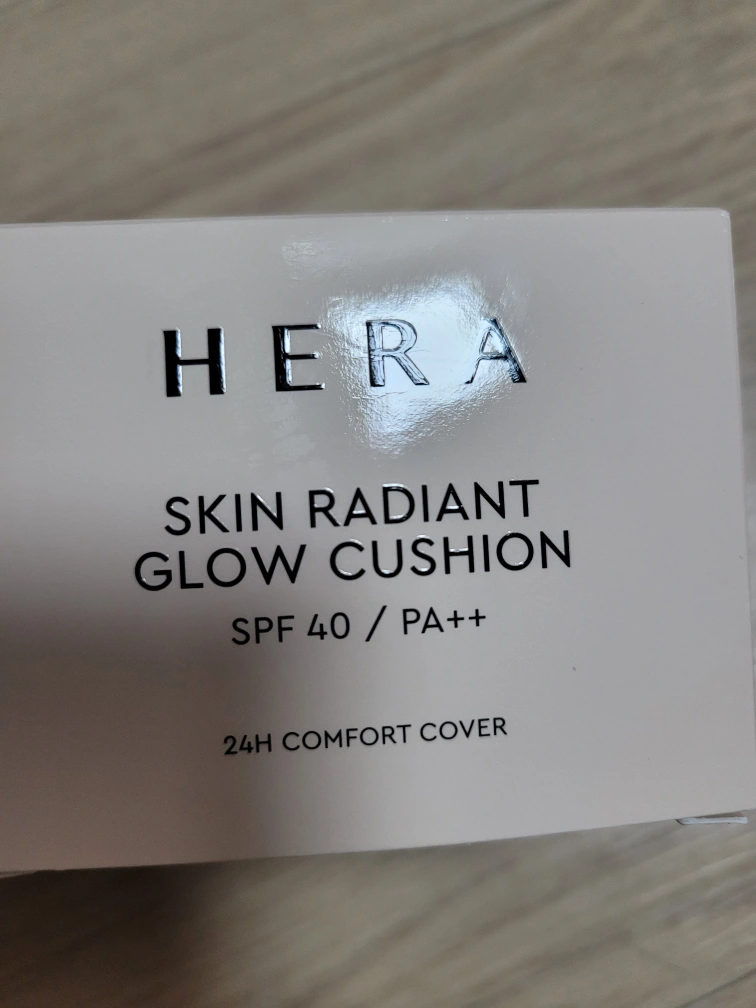 HERA
SKIN RADIANT
GLOW CUSHION
SPF 40 / PA++
24H COMFORT COVER